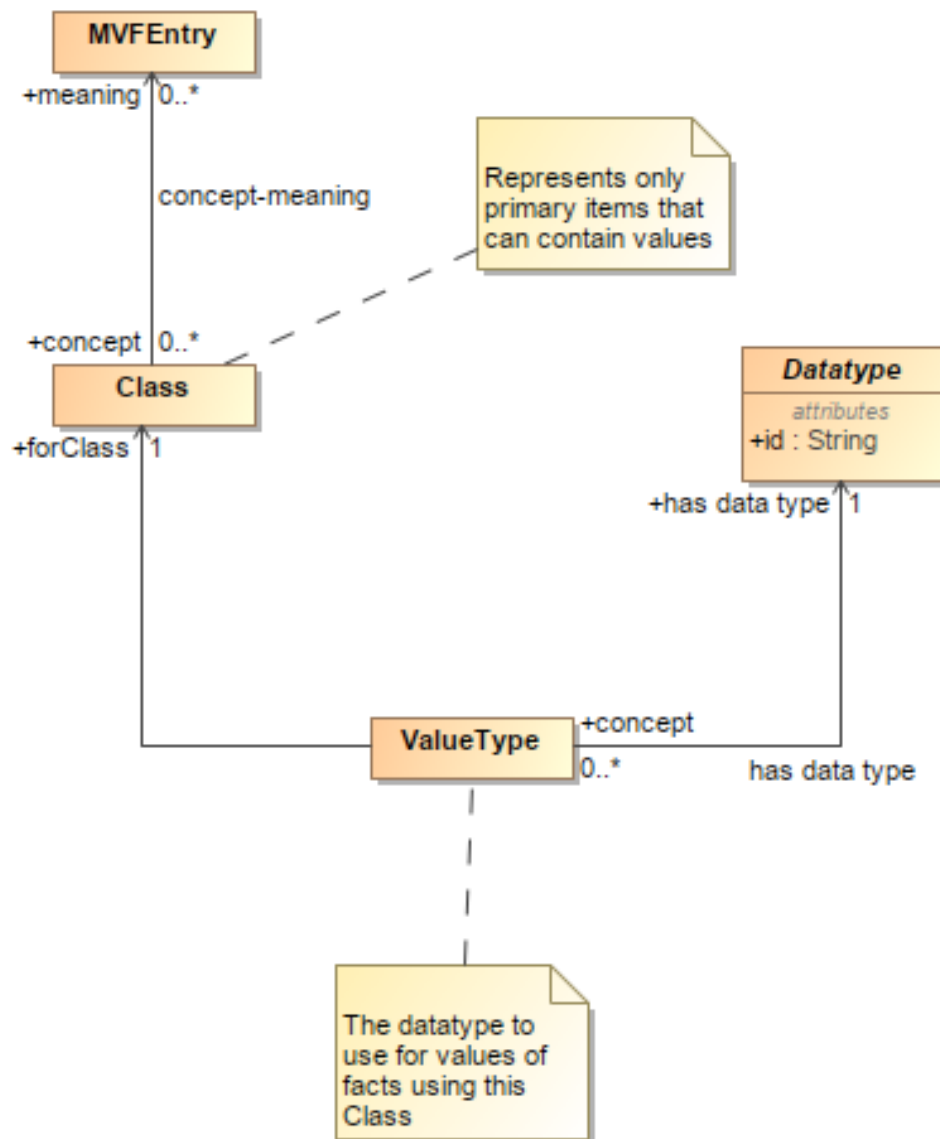 MVFEntry
+meaning 0..*
concept-meaning
Represents only
primary items that
can contain values
+concept 0..*
Class
+forClass 1
Datatype
attributes
+id : String
+has data type 1
ValueType
+concept
0..*
has data type
The datatype to
use for values of
facts using this
Class